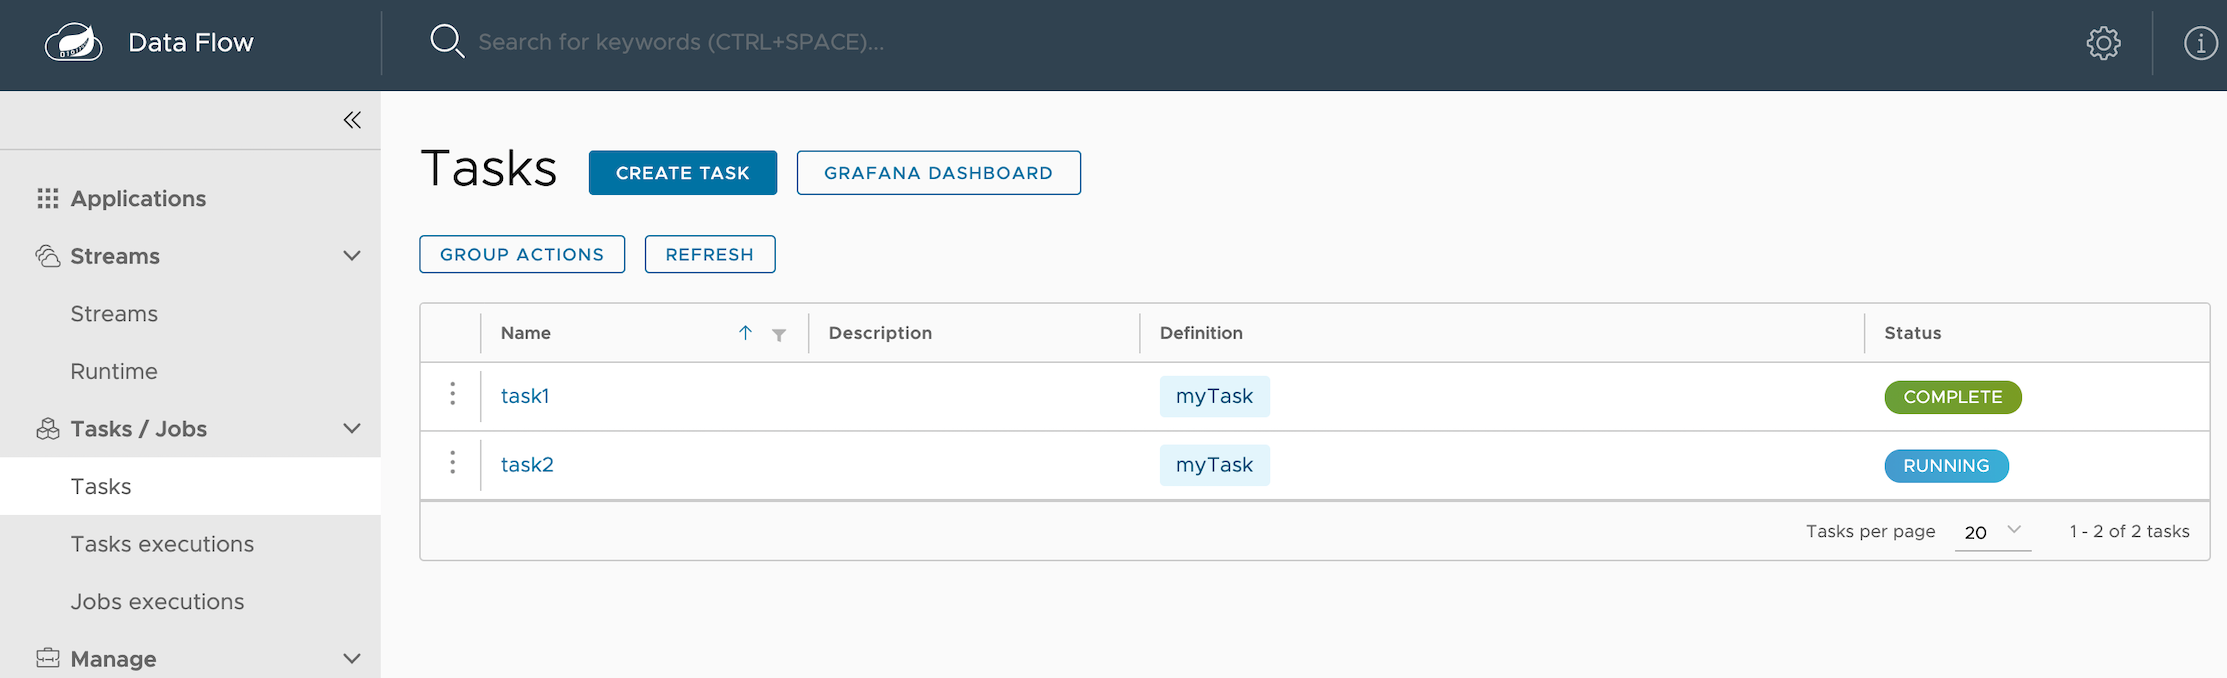 Data Flow
Search for keywords (CTRL+SPACE)...
Applications
Streams
Streams
Runtime
Tasks / Jobs
Tasks
Tasks executions
Jobs executions
Manage
Tasks CREATE TASK GRAFANA DASHBOARD
GROUP ACTIONS REFRESH
Name Description Definition Status
task1 myTask COMPLETE
task2 myTask RUNNING
Tasks per page 20 1 - 2 of 2 tasks